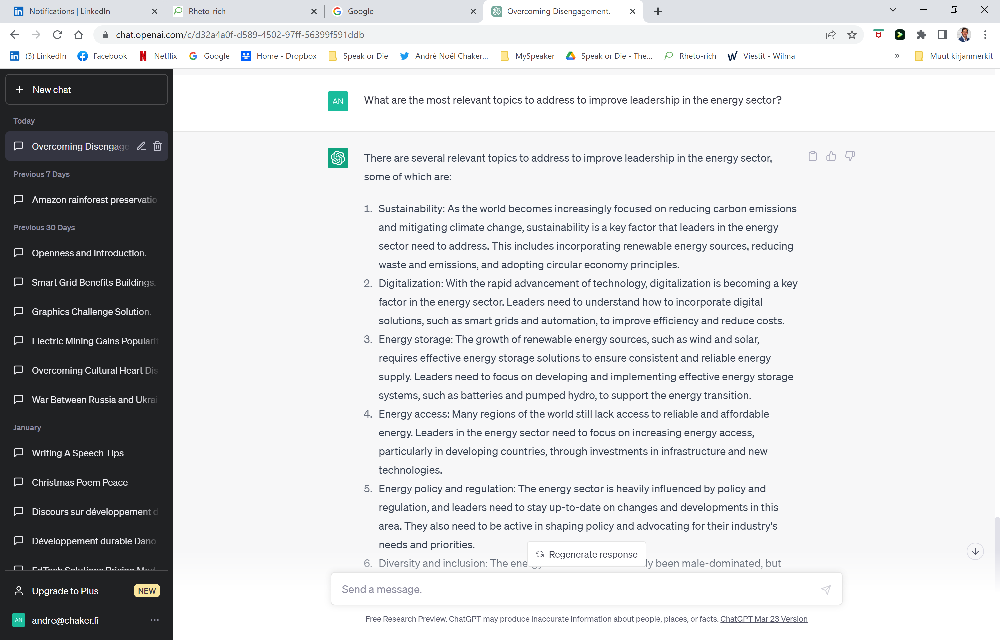 Notifications | LinkedIn
Rheto-rich
Google
Overcoming Disengagement.
chat.openai.com/c/d32a4a0f-d589-4502-97ff-56399f591ddb
(3) LinkedIn
Facebook
Netflix
Google
Home - Dropbox
Speak or Die
André Noël Chaker...
MySpeaker
Speak or Die - The...
Rheto-rich
Viestit - Wilma
»
Muut kirjanmerkit
+ New chat
Today
Overcoming Disengage
Previous 7 Days
Amazon rainforest preservatio
Previous 30 Days
Openness and Introduction.
Smart Grid Benefits Buildings.
Graphics Challenge Solution.
Electric Mining Gains Popularit
Overcoming Cultural Heart Dis
War Between Russia and Ukrai
January
Writing A Speech Tips
Christmas Poem Peace
Discours sur développement d
Développement durable Dano
EdTech Solutions Pricing Mod
Upgrade to Plus
NEW
AN
andre@chaker.fi
AN
What are the most relevant topics to address to improve leadership in the energy sector?
There are several relevant topics to address to improve leadership in the energy sector,
some of which are:
1. Sustainability: As the world becomes increasingly focused on reducing carbon emissions
and mitigating climate change, sustainability is a key factor that leaders in the energy
sector need to address. This includes incorporating renewable energy sources, reducing
waste and emissions, and adopting circular economy principles.
2. Digitalization: With the rapid advancement of technology, digitalization is becoming a key
factor in the energy sector. Leaders need to understand how to incorporate digital
solutions, such as smart grids and automation, to improve efficiency and reduce costs.
3. Energy storage: The growth of renewable energy sources, such as wind and solar,
requires effective energy storage solutions to ensure consistent and reliable energy
supply. Leaders need to focus on developing and implementing effective energy storage
systems, such as batteries and pumped hydro, to support the energy transition.
4. Energy access: Many regions of the world still lack access to reliable and affordable
energy. Leaders in the energy sector need to focus on increasing energy access,
particularly in developing countries, through investments in infrastructure and new
technologies.
5. Energy policy and regulation: The energy sector is heavily influenced by policy and
regulation, and leaders need to stay up-to-date on changes and developments in this
area. They also need to be active in shaping policy and advocating for their industry's
needs and priorities.
Regenerate response
6. Diversity and inclusion: The energy been male-dominated, but
Send a message.
Free Research Preview. ChatGPT may produce inaccurate information about people, places, or facts. ChatGPT Mar 23 Version